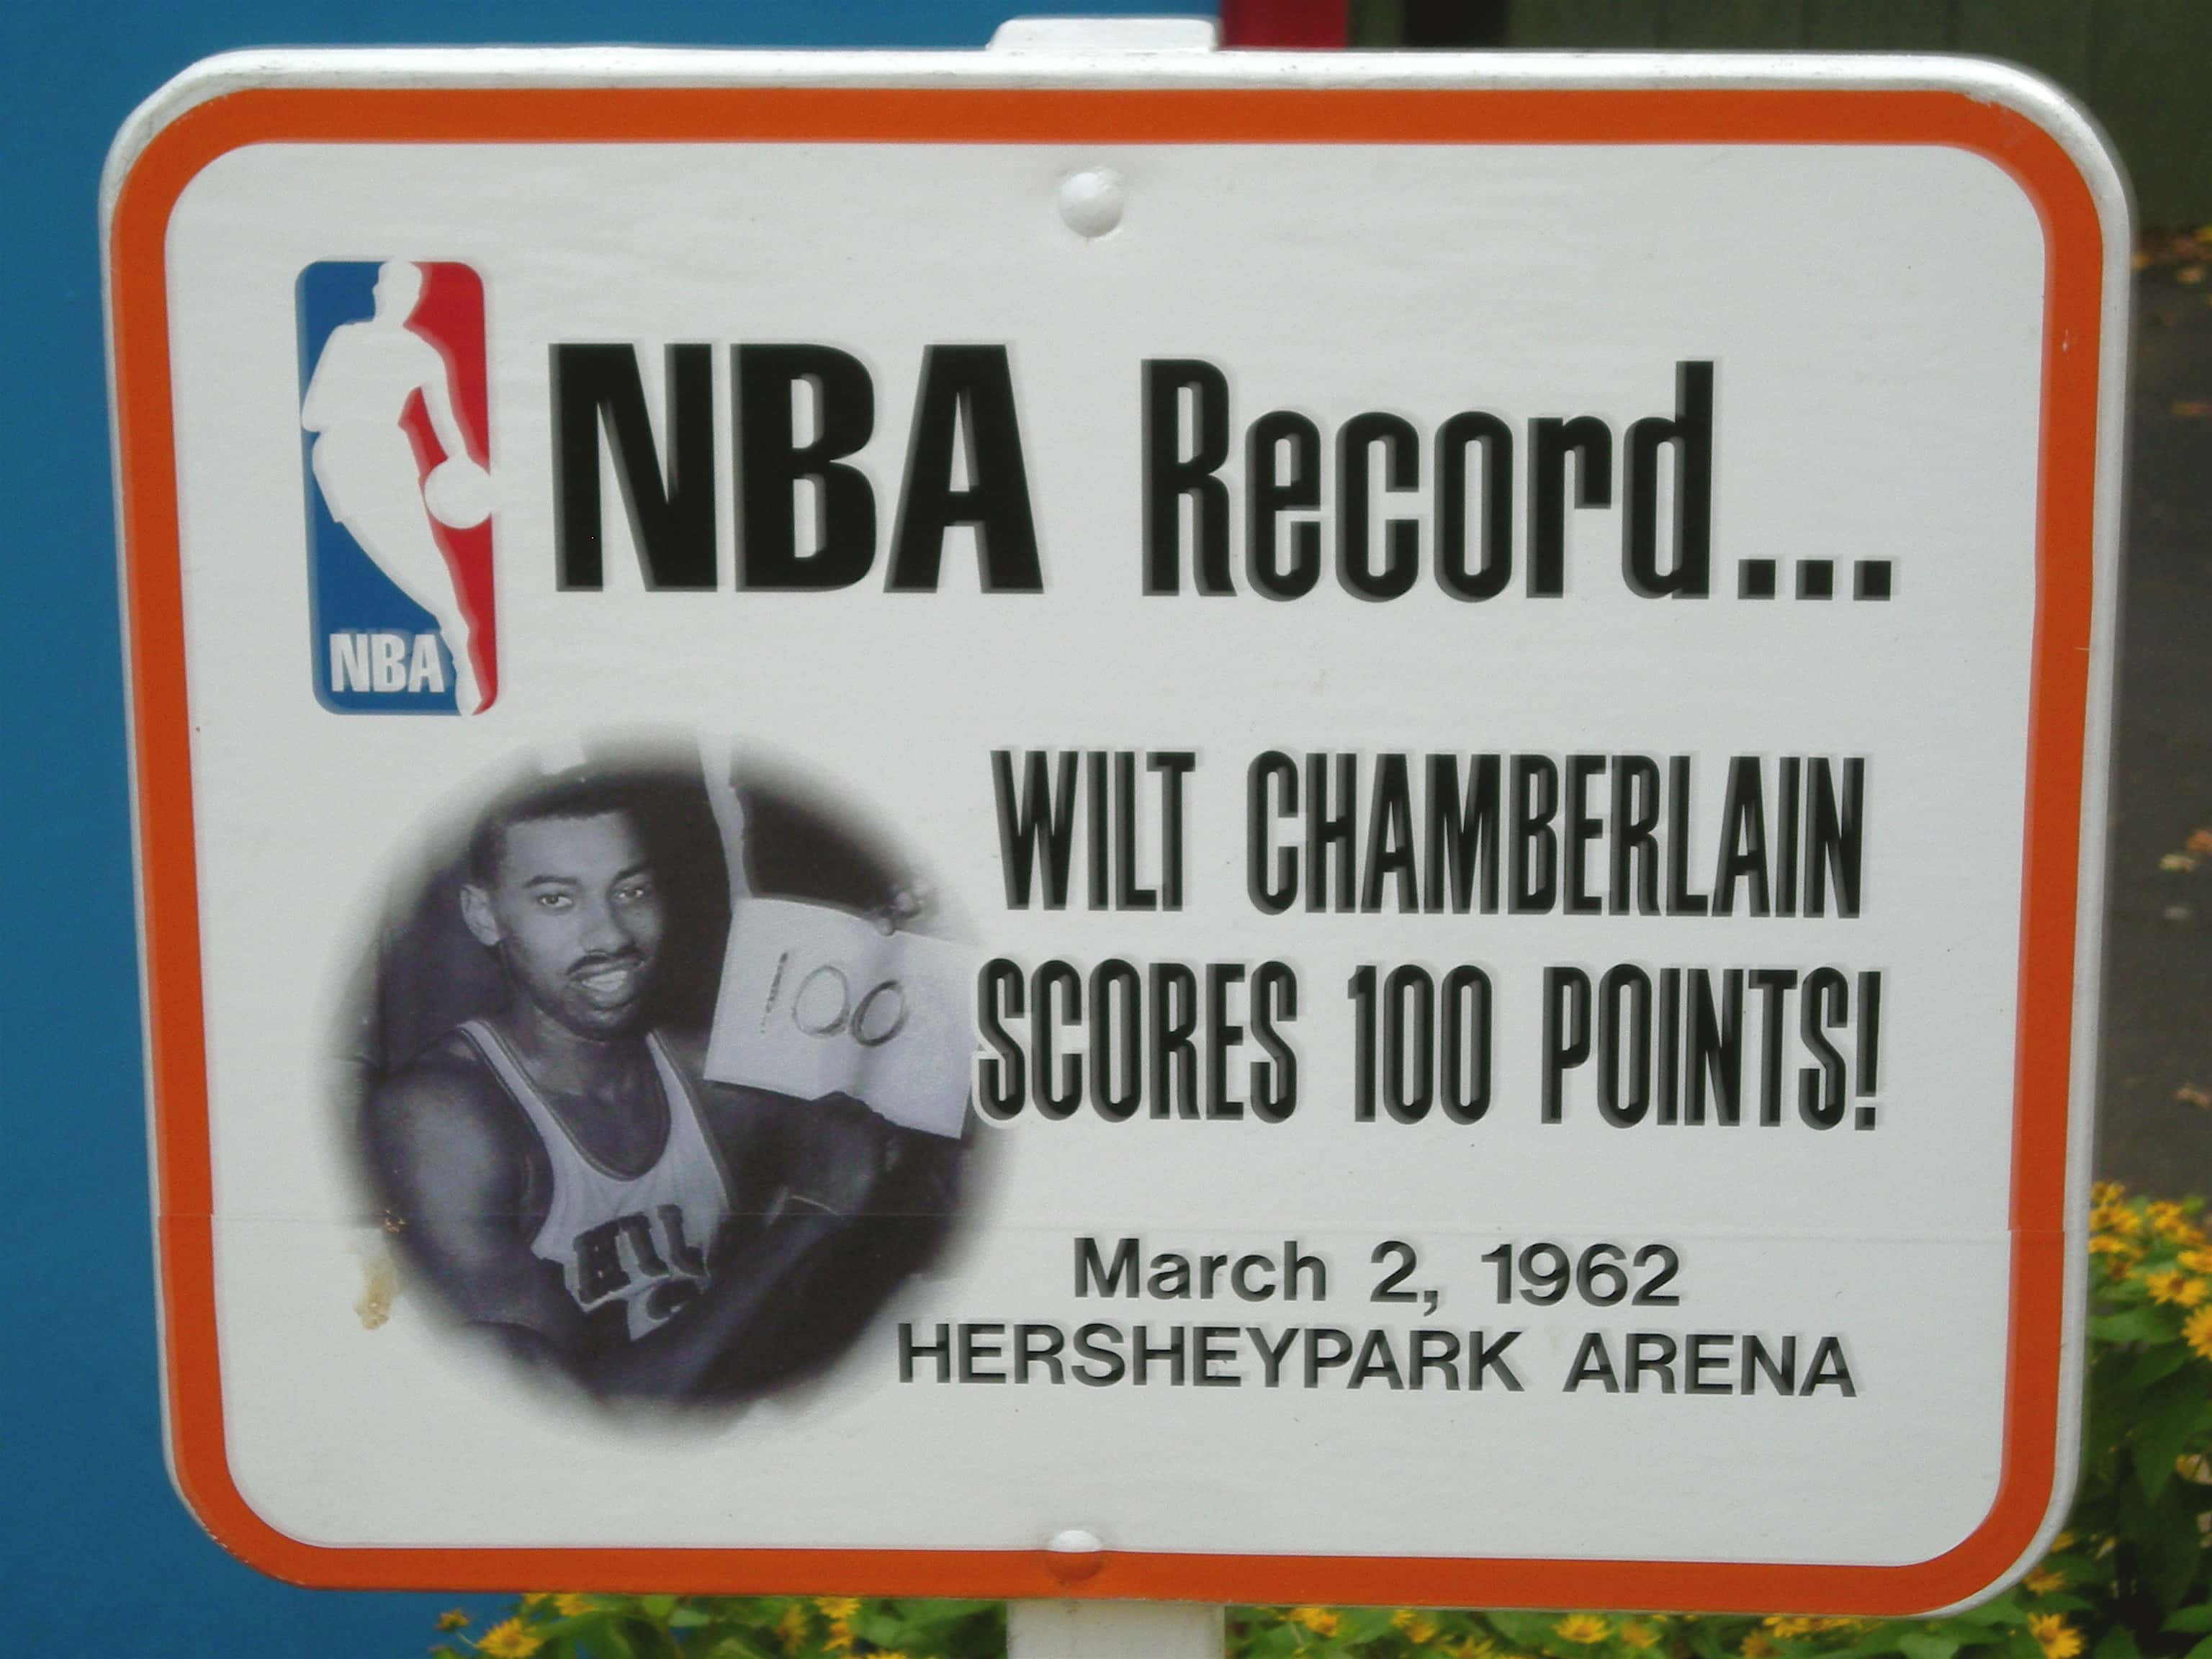 NBA Record...
NBA
WILT CHAMBERLAIN
SCORES 100 POINTS!
100
March 2, 1962
HERSHEYPARK ARENA